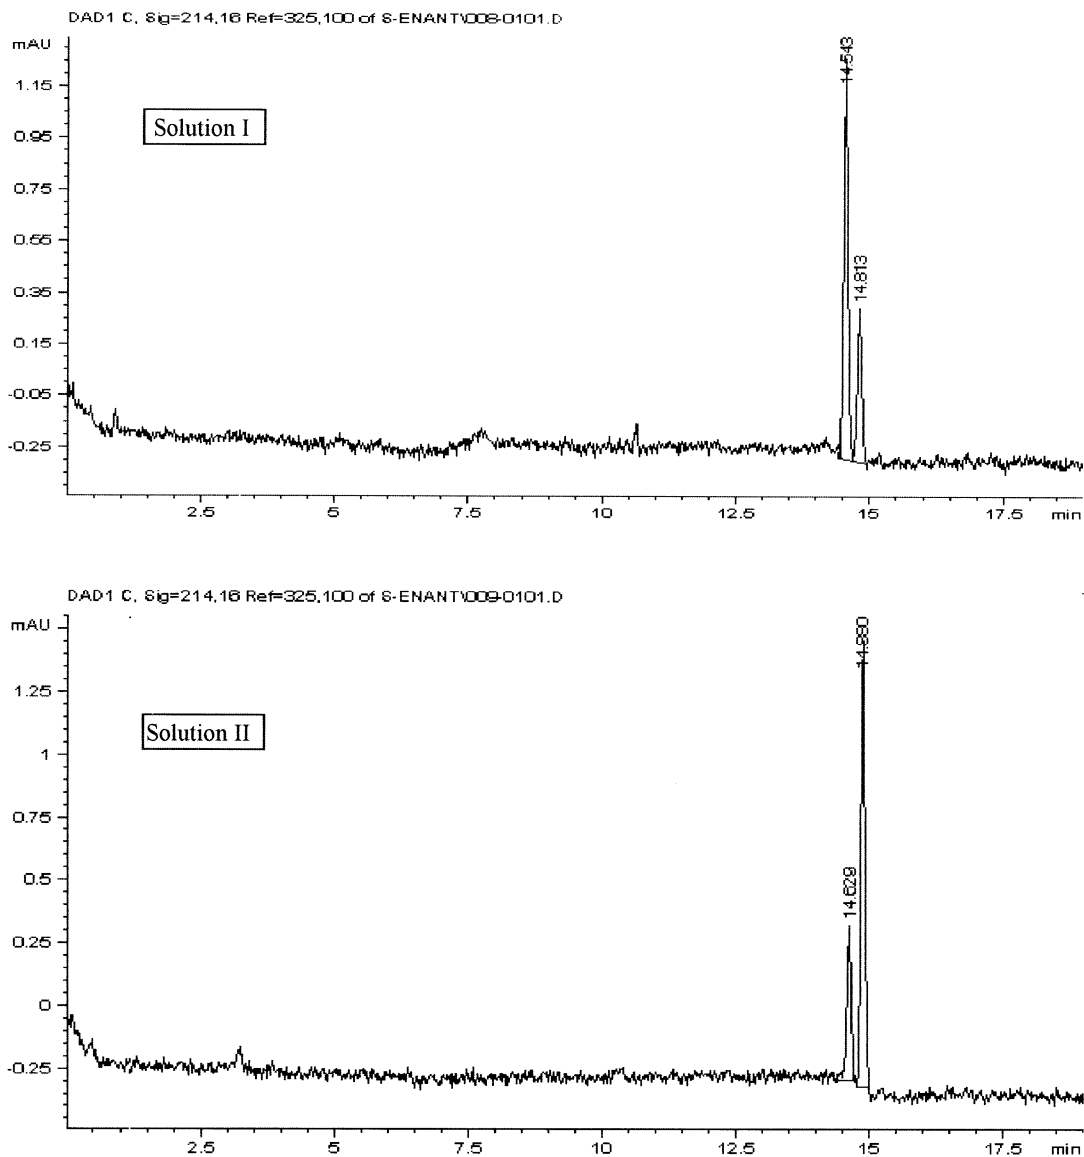 DAD1 C, Sig=214,16 Ref=325,100 of S-ENANT\008-0101.D
mAU
14.543
1.15
Solution I
0.95
0.75
0.55
14.813
0.35
0.15
-0.05
-0.25
2.5 5 7.5 10 12.5 15 17.5 min
DAD1 C, Sig=214,16 Ref=325,100 of S-ENANT\009-0101.D
mAU
14.880
1.25
Solution II
1
0.75
14.629
0.5
0.25
0
-0.25
2.5 5 7.5 10 12.5 15 17.5 min